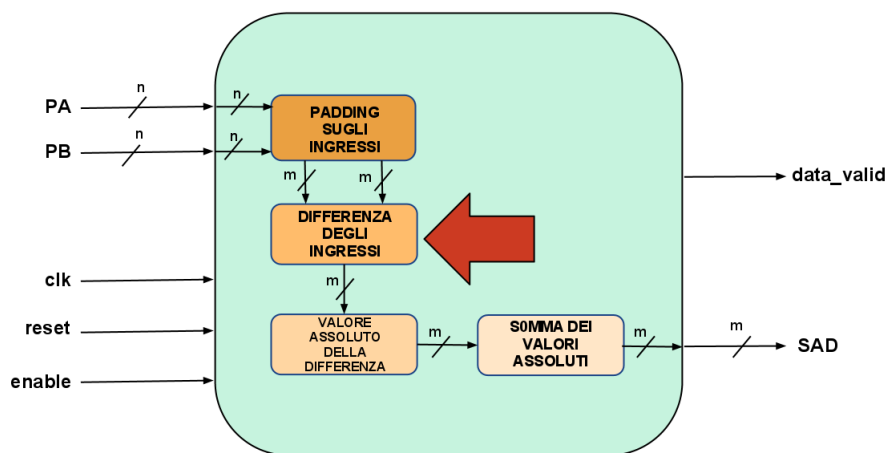 n
n
PA
PADDING
SUGLI
INGRESSI
n
n
PB
m
m
data_valid
DIFFERENZA
DEGLI
INGRESSI
clk
m
VALORE
ASSOLUTO
DELLA
DIFFERENZA
m
S0MMA DEI
VALORI
ASSOLUTI
m
m
SAD
reset
enable